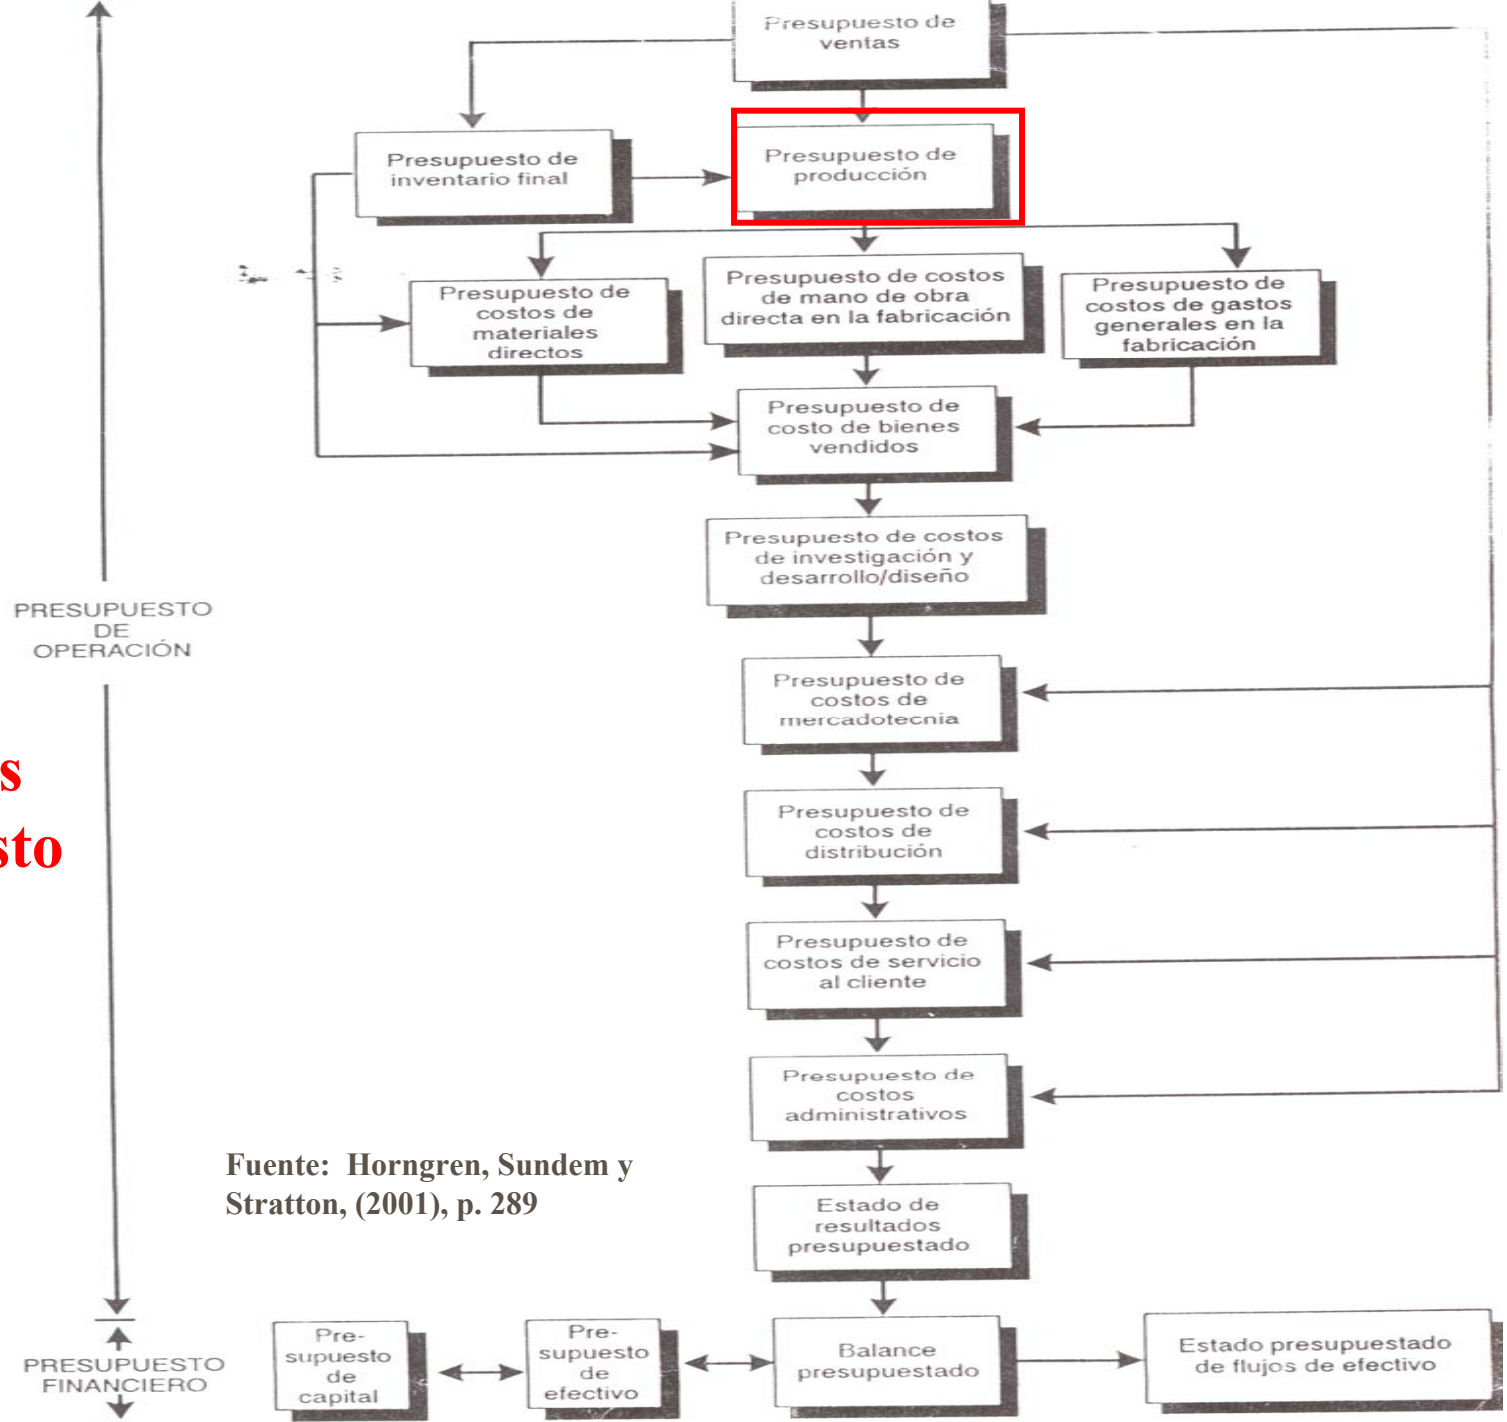 Presupuesto de
ventas
Presupuesto de
inventario final
Presupuesto de
producción
Presupuesto de
costos de
materiales
directos
Presupuesto de costos
de mano de obra
directa en la fabricación
Presupuesto de
costos de gastos
generales en la
fabricación
Presupuesto de
costo de bienes
vendidos
Presupuesto de costos
de investigación y
desarrollo/diseño
PRESUPUESTO
DE
OPERACIÓN
Presupuesto de
costos de
mercadotecnia
s
sto
Presupuesto de
costos de
distribución
Presupuesto de
costos de servicio
al cliente
Presupuesto de
costos
administrativos
Fuente: Horngren, Sundem y
Stratton, (2001), p. 289
Estado de
resultados
presupuestado
PRESUPUESTO
FINANCIERO
Pre-
supuesto
de
capital
Pre-
supuesto
de
efectivo
Balance
presupuestado
Estado presupuestado
de flujos de efectivo